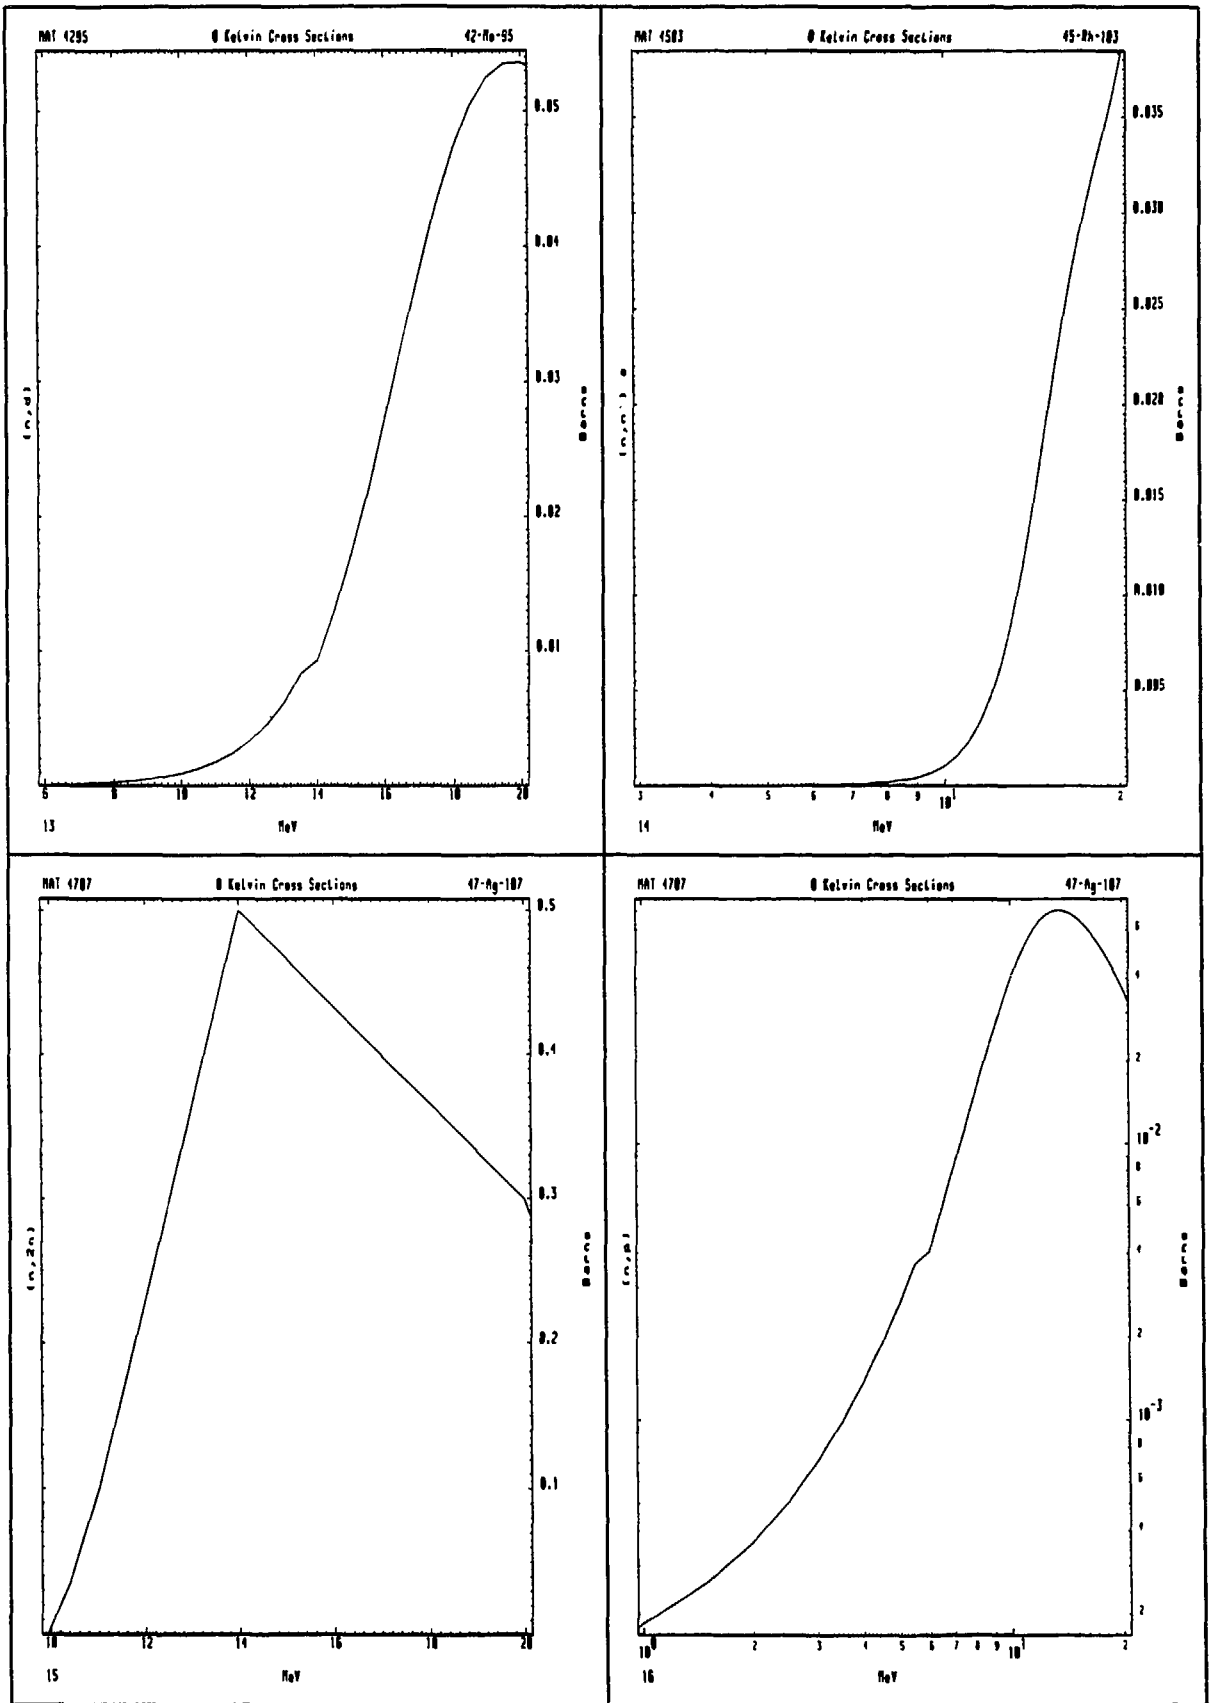 MAT 4295 0 Kelvin Cross Sections 42-Mo-95
0.05
0.04
0.03
0.02
0.01
(n,d)
Barns
6 8 10 12 14 16 18 20
13 MeV
MAT 4503 0 Kelvin Cross Sections 45-Rh-103
0.035
0.030
0.025
0.020
0.015
0.010
0.005
(n,n')
Barns
3 4 5 6 7 8 9 10¹ 2
14 MeV
MAT 4707 0 Kelvin Cross Sections 47-Ag-107
0.5
0.4
0.3
0.2
0.1
(n,2n)
Barns
10 12 14 16 18 20
15 MeV
MAT 4707 0 Kelvin Cross Sections 47-Ag-107
6
4
2
10⁻²
8
6
4
2
10⁻³
8
6
4
2
(n,p)
Barns
10⁰ 2 3 4 5 6 7 8 9 10¹ 2
16 MeV